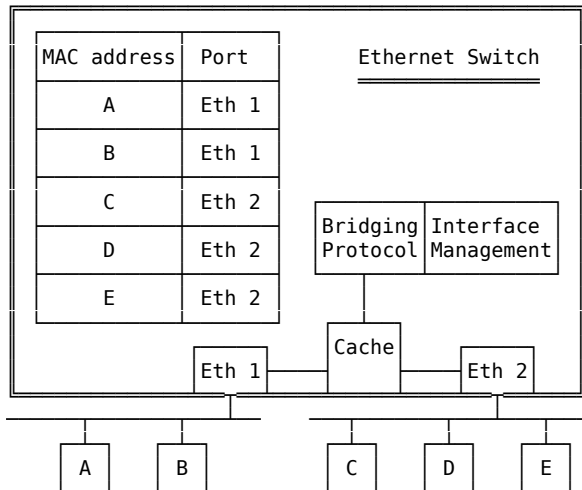 MAC address Port
Ethernet Switch
A Eth 1
B Eth 1
C Eth 2
D Eth 2
E Eth 2
Bridging Protocol
Interface Management
Cache
Eth 1
Eth 2
A
B
C
D
E